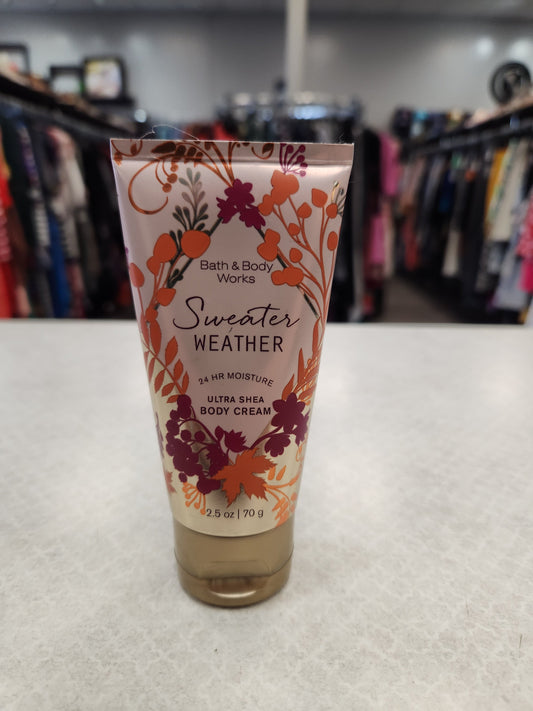 Bath & Body
Works
Sweater
WEATHER
24 HR MOISTURE
ULTRA SHEA
BODY CREAM
2.5 oz | 70 g